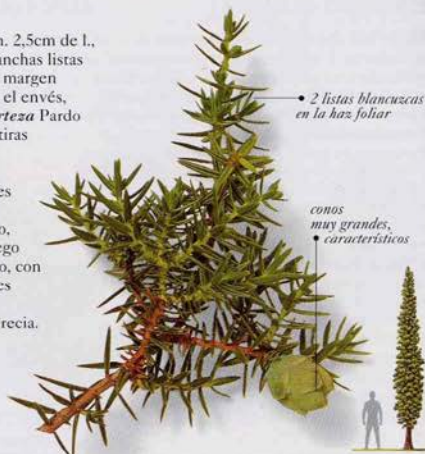 n. 2,5cm de l.,
anchas listas
margen
el envés,
rteza Pardo
tiras
es
o,
ego
o, con
es
recia.
2 listas blancuzcas
en la haz foliar
conos
muy grandes,
característicos